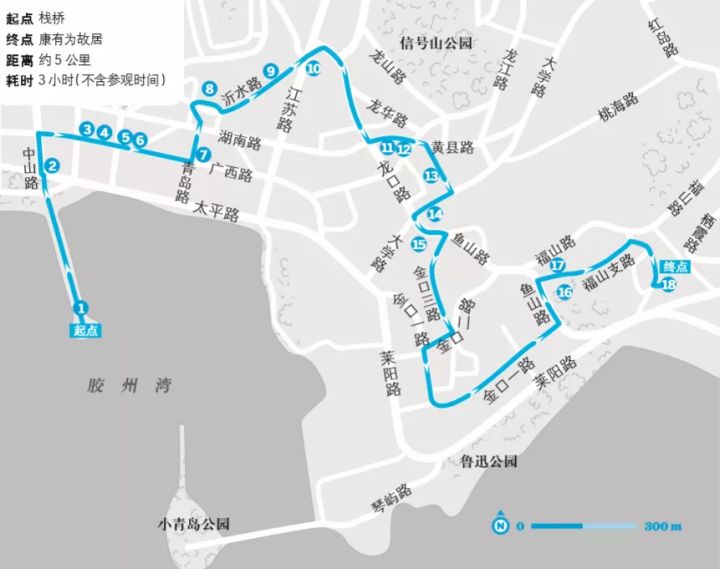 起点 栈桥
终点 康有为故居
距离 约5公里
耗时 3小时(不含参观时间)
信号山公园
红岛路
大学路
龙江路
龙山路
桃海路
8
沂水路
9
10
江苏路
龙华路
3
4
5
6
湖南路
11
12
黄县路
中山路
2
7
广西路
青岛路
龙口路
13
福山路
栖霞路
太平路
14
大学路
15
鱼山路
福山路
17
终点
18
福山支路
16
鱼山路
金口三路
金口二路
金口一路
1
起点
莱阳路
金口一路
莱阳路
胶州湾
鲁迅公园
琴屿路
小青岛公园
N
0
300 m